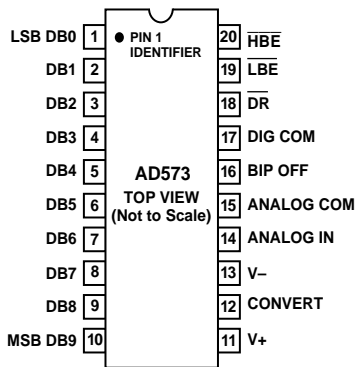 LSB DB0 1 ● PIN 1 IDENTIFIER 20 HBE
DB1 2 19 LBE
DB2 3 18 DR
DB3 4 17 DIG COM
DB4 5 AD573 16 BIP OFF
DB5 6 TOP VIEW (Not to Scale) 15 ANALOG COM
DB6 7 14 ANALOG IN
DB7 8 13 V–
DB8 9 12 CONVERT
MSB DB9 10 11 V+